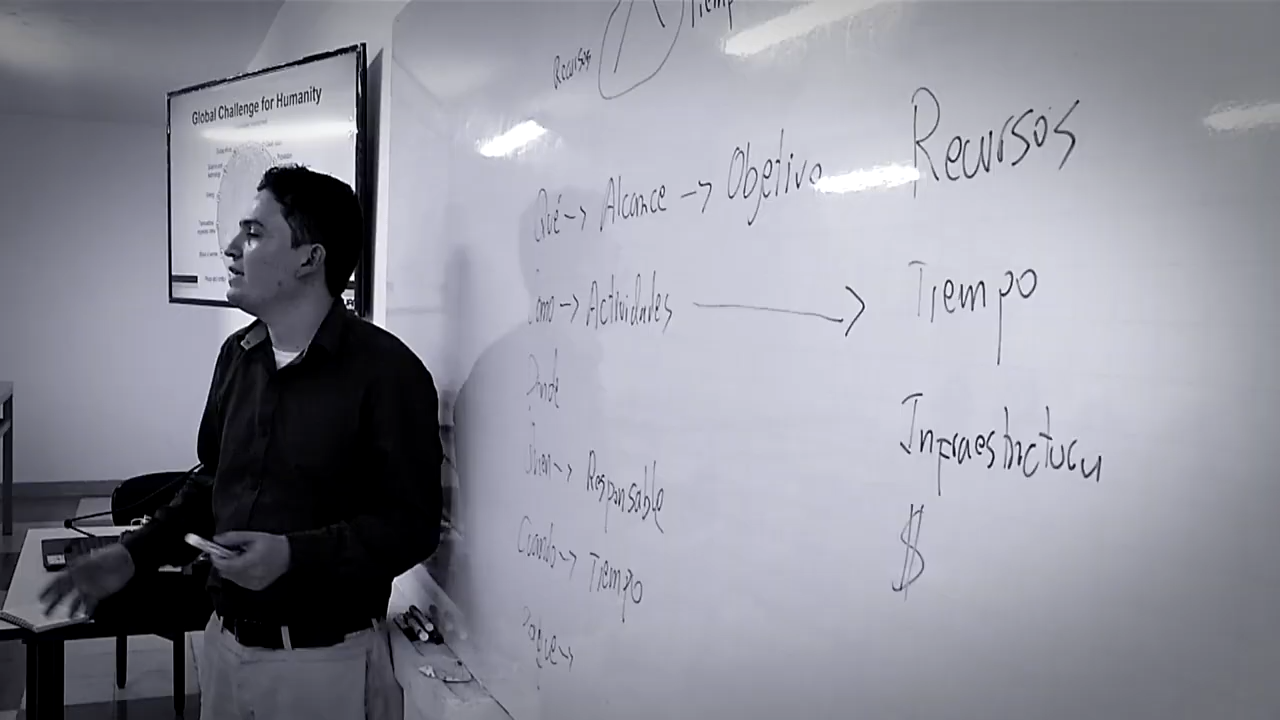 Global Challenge for Humanity
Tiemp
Recursos
Qué -> Alcance -> Objetivo
Como -> Actividades ->
Donde
Quien -> Responsable
Cuando -> Tiempo
Porque ->
Recursos
Tiempo
Infraestructura
$